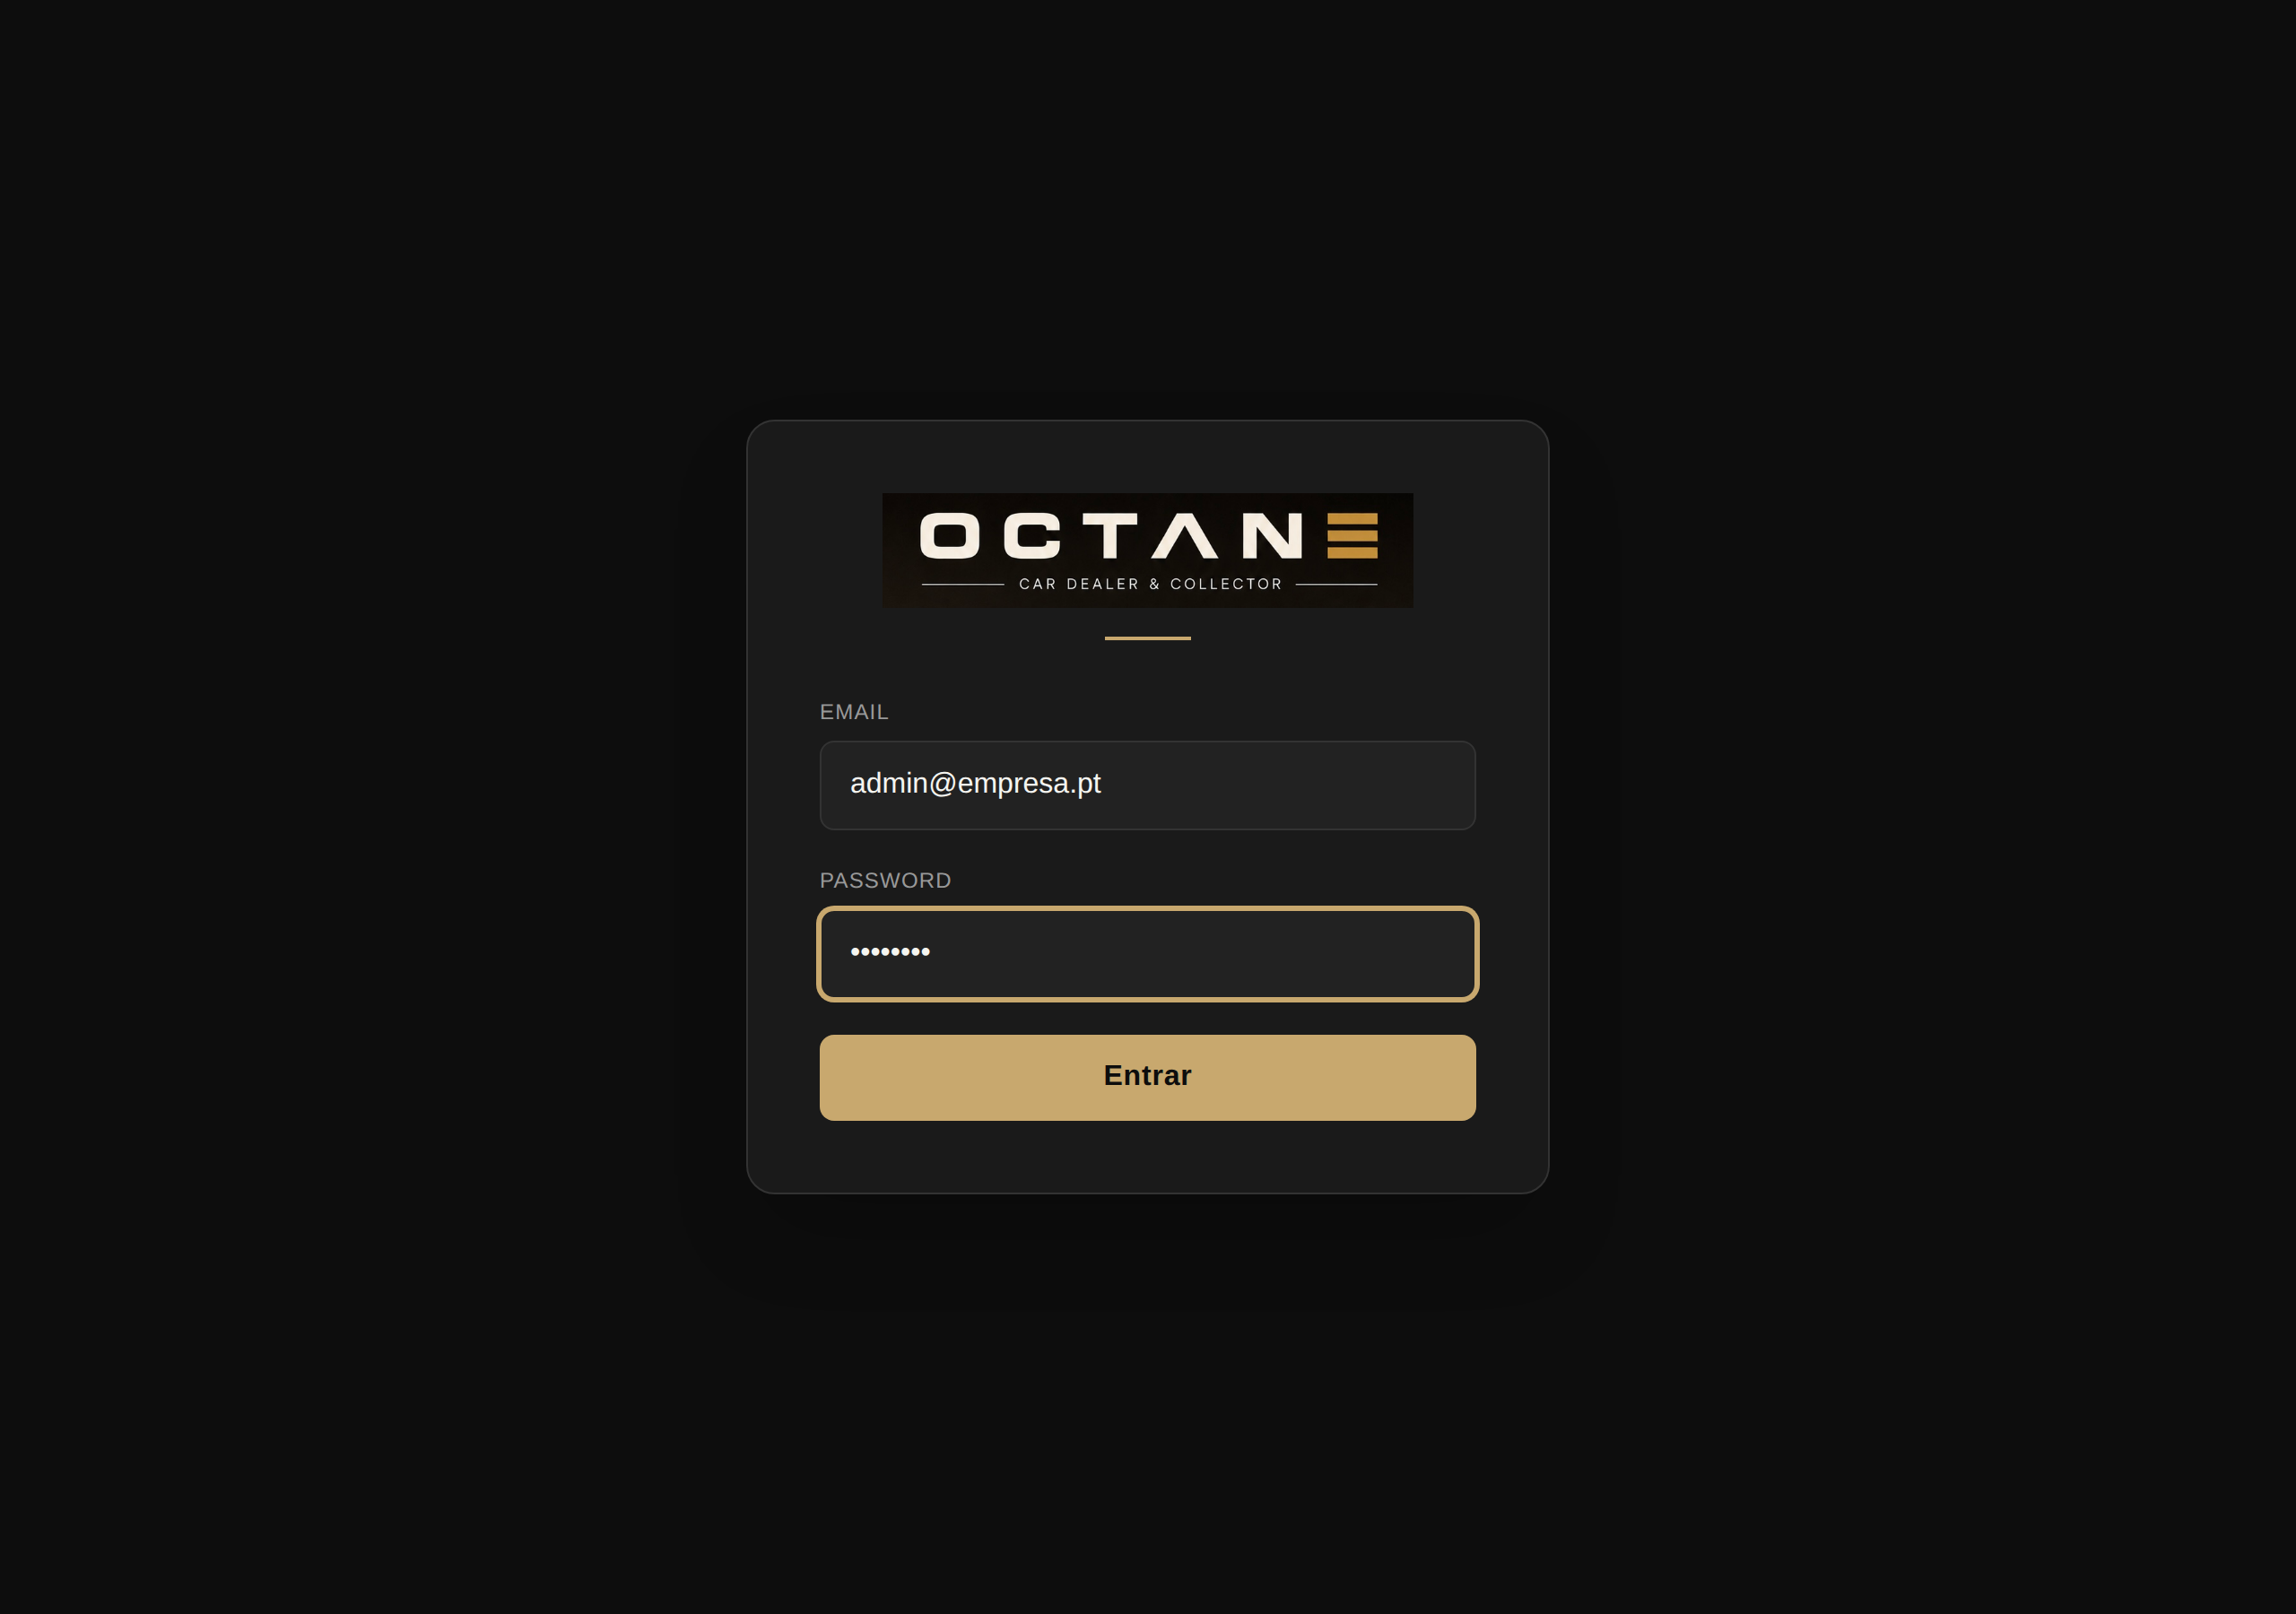 OCTANE
CAR DEALER & COLLECTOR
EMAIL
admin@empresa.pt
PASSWORD
••••••••
Entrar